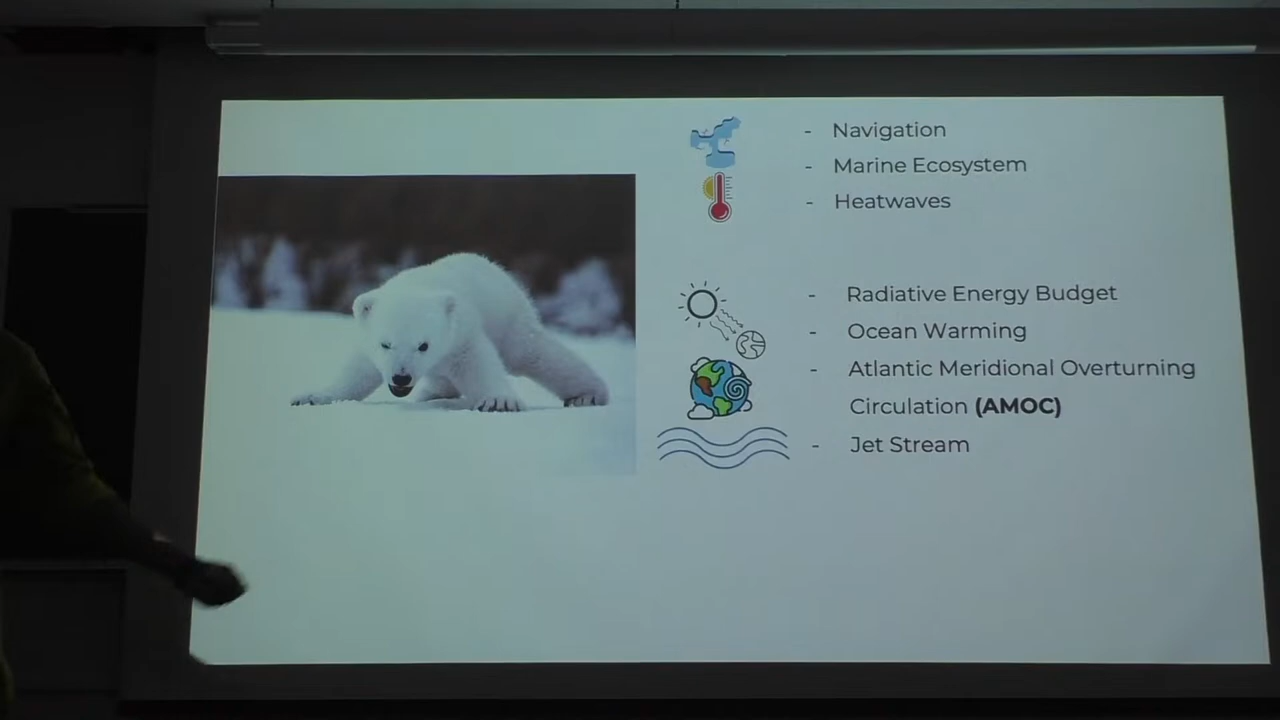 - Navigation
- Marine Ecosystem
- Heatwaves
- Radiative Energy Budget
- Ocean Warming
- Atlantic Meridional Overturning
Circulation (AMOC)
- Jet Stream